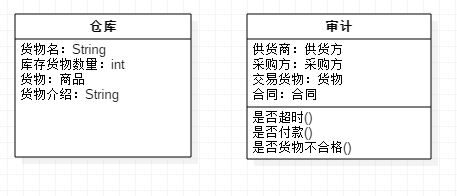 仓库
货物名：String
库存货物数量：int
货物：商品
货物介绍：String
审计
供货商：供货方
采购方：采购方
交易货物：货物
合同：合同
是否超时()
是否付款()
是否货物不合格()